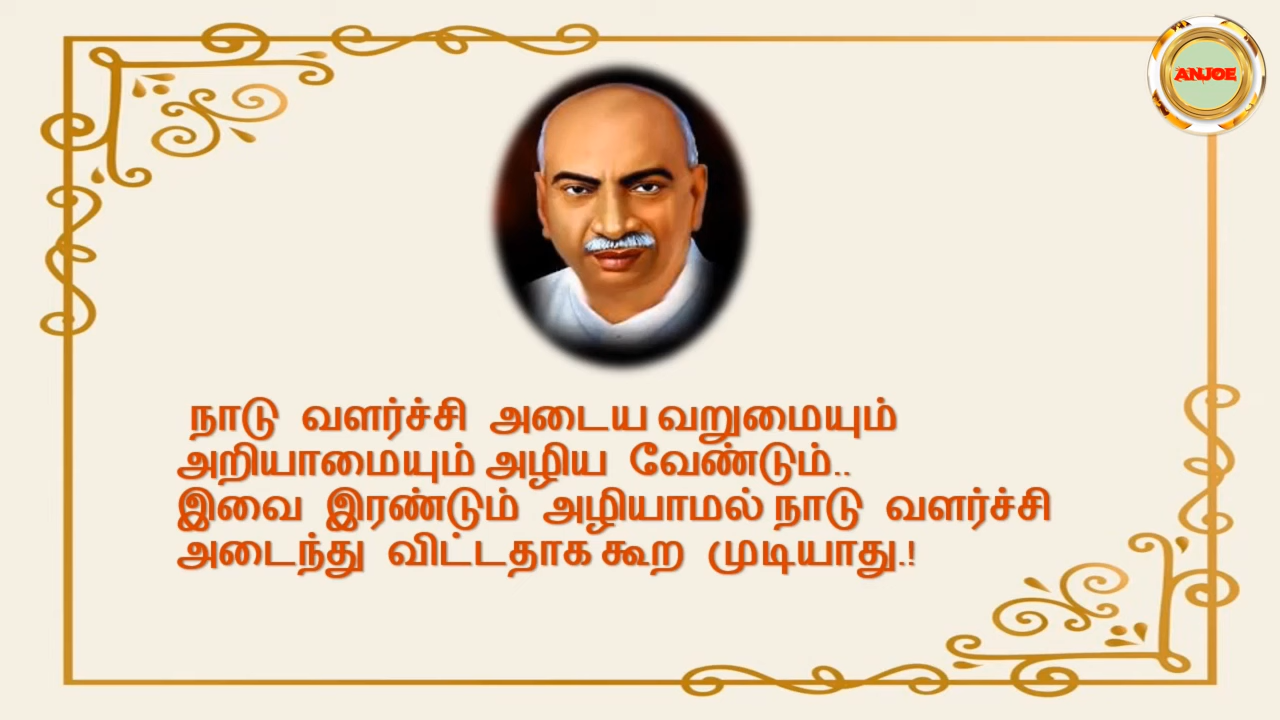 ANJOE
நாடு வளர்ச்சி அடைய வறுமையும்
அறியாமையும் அழிய வேண்டும்..
இவை இரண்டும் அழியாமல் நாடு வளர்ச்சி
அடைந்து விட்டதாக கூற முடியாது.!